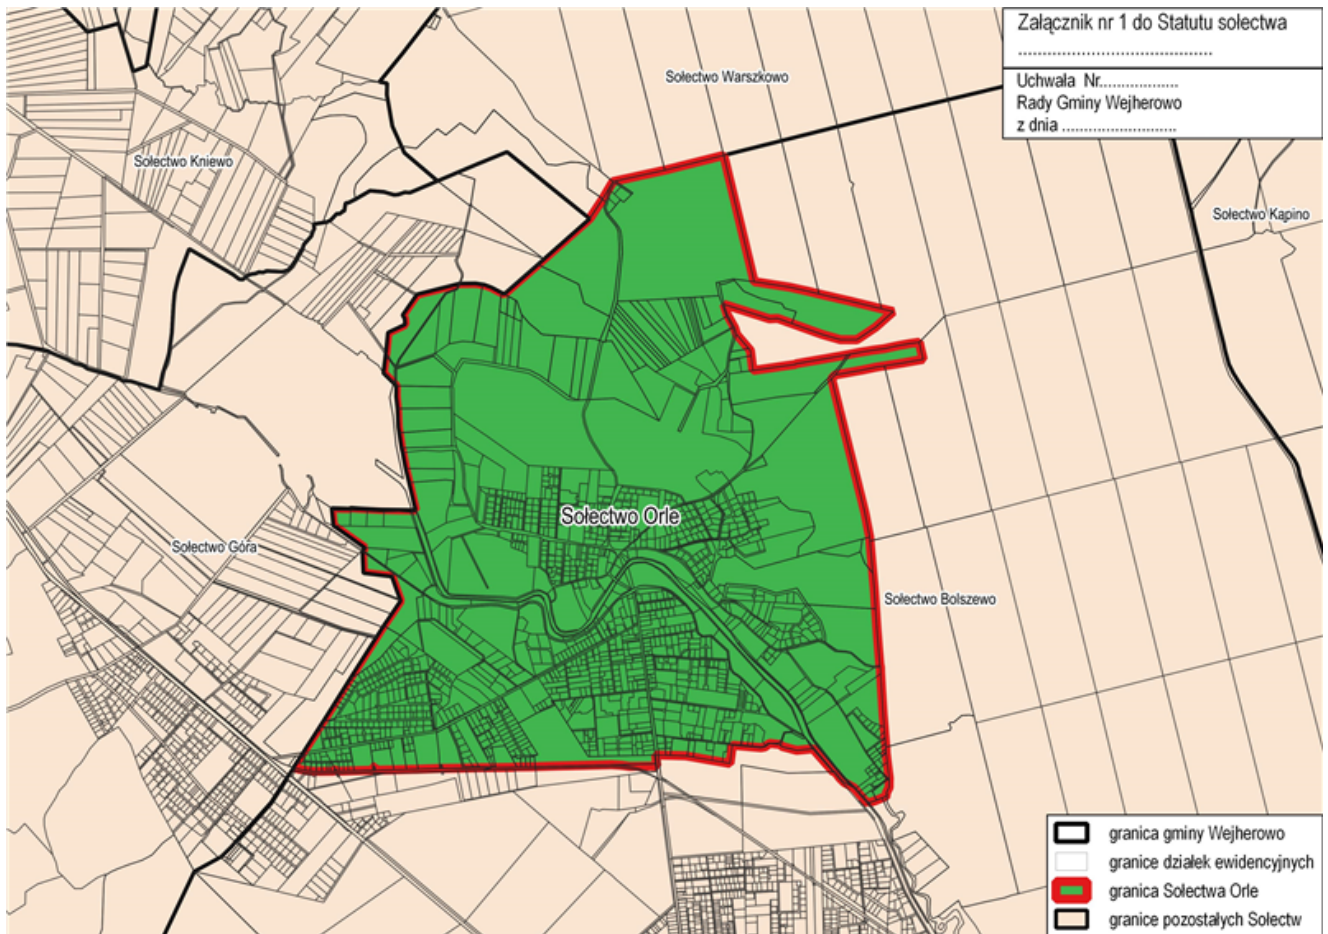 Załącznik nr 1 do Statutu sołectwa
..........................................
Uchwała Nr...................
Rady Gminy Wejherowo
z dnia ............................
Sołectwo Warszkowo
Sołectwo Kniewo
Sołectwo Kąpino
Sołectwo Orle
Sołectwo Góra
Sołectwo Bolszewo
granica gminy Wejherowo
granice działek ewidencyjnych
granica Sołectwa Orle
granice pozostałych Sołectw